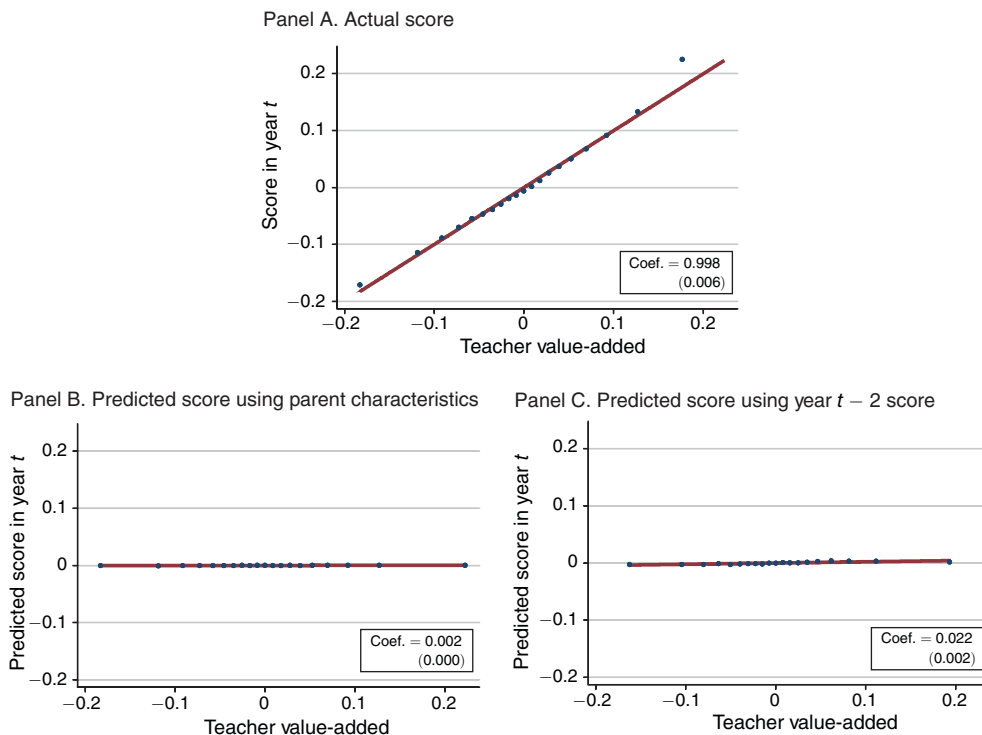 Panel A. Actual score
Score in year t
0.2
0.1
0
−0.1
−0.2
Coef. = 0.998
(0.006)
−0.2 −0.1 0 0.1 0.2
Teacher value-added
Panel B. Predicted score using parent characteristics
Predicted score in year t
0.2
0.1
0
−0.1
−0.2
Coef. = 0.002
(0.000)
−0.2 −0.1 0 0.1 0.2
Teacher value-added
Panel C. Predicted score using year t − 2 score
Predicted score in year t
0.2
0.1
0
−0.1
−0.2
Coef. = 0.022
(0.002)
−0.2 −0.1 0 0.1 0.2
Teacher value-added